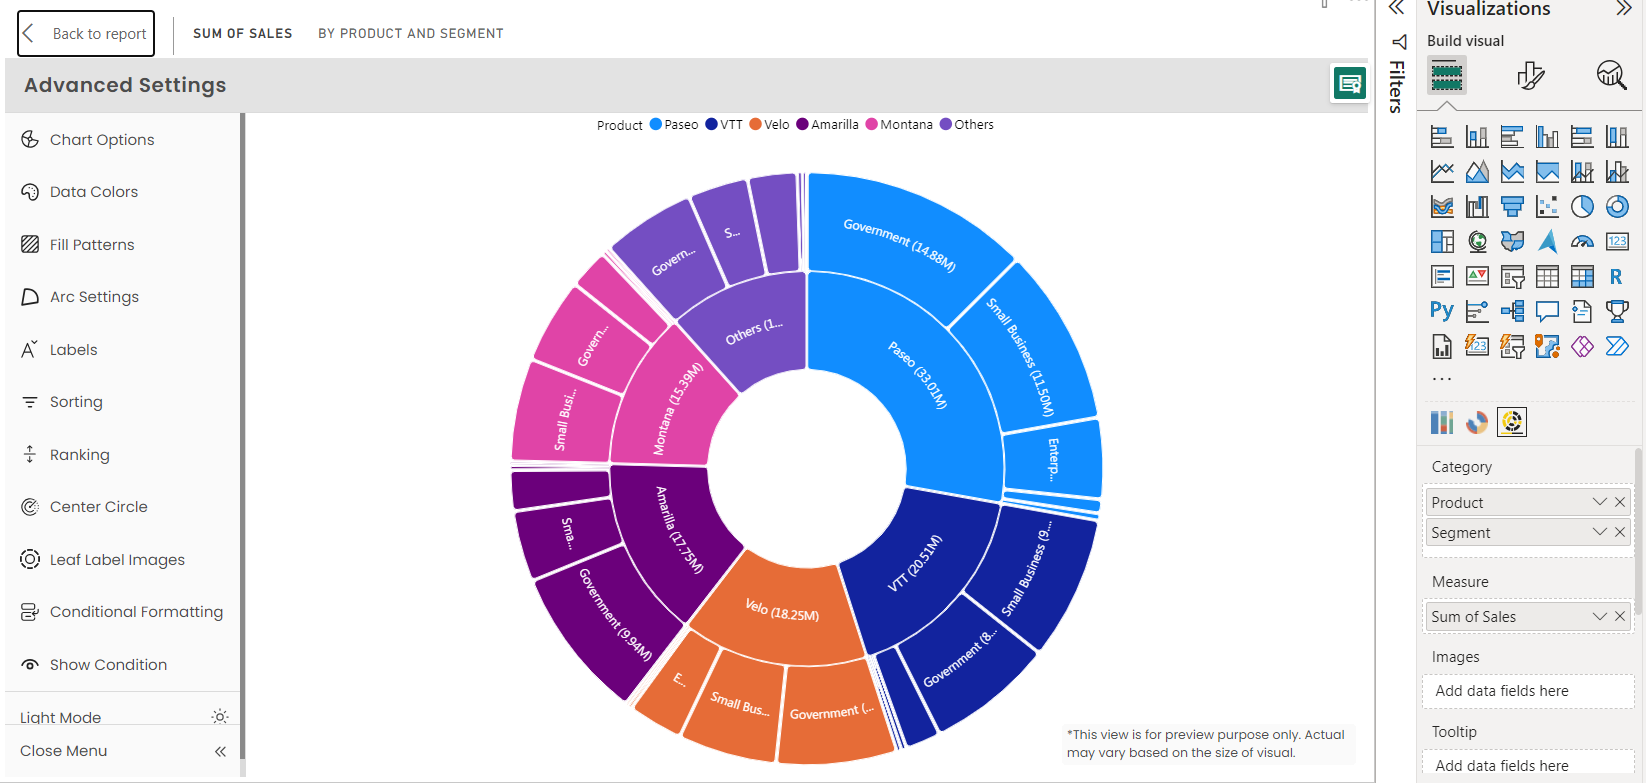 Back to report
SUM OF SALES
BY PRODUCT AND SEGMENT
Advanced Settings
Chart Options
Data Colors
Fill Patterns
Arc Settings
Labels
Sorting
Ranking
Center Circle
Leaf Label Images
Conditional Formatting
Show Condition
Light Mode
Close Menu
Product Paseo VTT Velo Amarilla Montana Others
Government (14.88M)
Small Business (11.50M)
Enterp...
Paseo (33.01M)
Small Business (9....
Government (8...
VTT (20.51M)
Government (...
Small Bus...
E...
Velo (18.25M)
Government (9.94M)
Sma...
Amarilla (17.75M)
Small Busi...
Govern...
Montana (15.39M)
Govern...
S...
Others (1...
*This view is for preview purpose only. Actual
may vary based on the size of visual.
Filters
Visualizations
Build visual
123
R
Py
123
...
Category
Product
Segment
Measure
Sum of Sales
Images
Add data fields here
Tooltip
Add data fields here